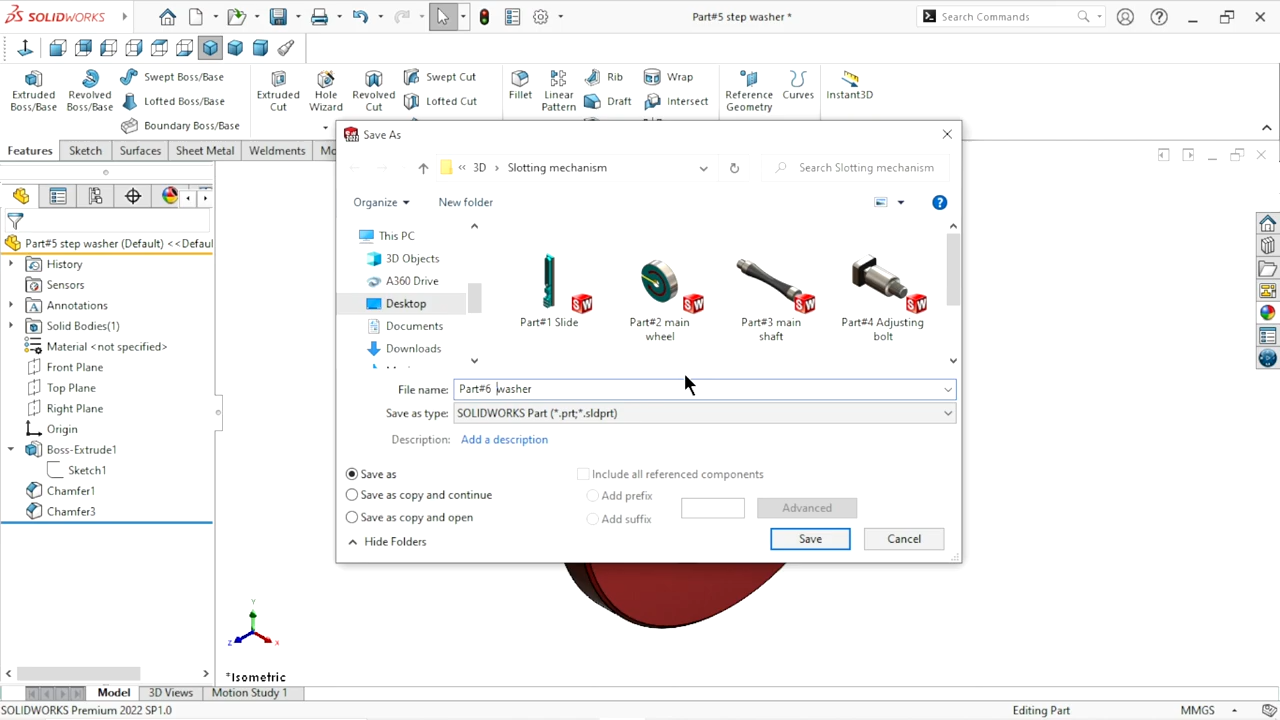 SOLIDWORKS
Part#5 step washer *
Search Commands
Extruded Boss/Base
Revolved Boss/Base
Swept Boss/Base
Lofted Boss/Base
Boundary Boss/Base
Extruded Cut
Hole Wizard
Revolved Cut
Swept Cut
Lofted Cut
Fillet
Linear Pattern
Rib
Draft
Wrap
Intersect
Reference Geometry
Curves
Instant3D
Features
Sketch
Surfaces
Sheet Metal
Weldments
Mo
Part#5 step washer (Default) <<Defaul
History
Sensors
Annotations
Solid Bodies(1)
Material <not specified>
Front Plane
Top Plane
Right Plane
Origin
Boss-Extrude1
Sketch1
Chamfer1
Chamfer3
Save As
« 3D › Slotting mechanism
Search Slotting mechanism
Organize
New folder
This PC
3D Objects
A360 Drive
Desktop
Documents
Downloads
Part#1 Slide
Part#2 main wheel
Part#3 main shaft
Part#4 Adjusting bolt
File name: Part#6 washer
Save as type: SOLIDWORKS Part (*.prt;*.sldprt)
Description: Add a description
Save as
Save as copy and continue
Save as copy and open
Include all referenced components
Add prefix
Add suffix
Advanced
Hide Folders
Save
Cancel
Y
Z
X
*Isometric
Model
3D Views
Motion Study 1
SOLIDWORKS Premium 2022 SP1.0
Editing Part
MMGS